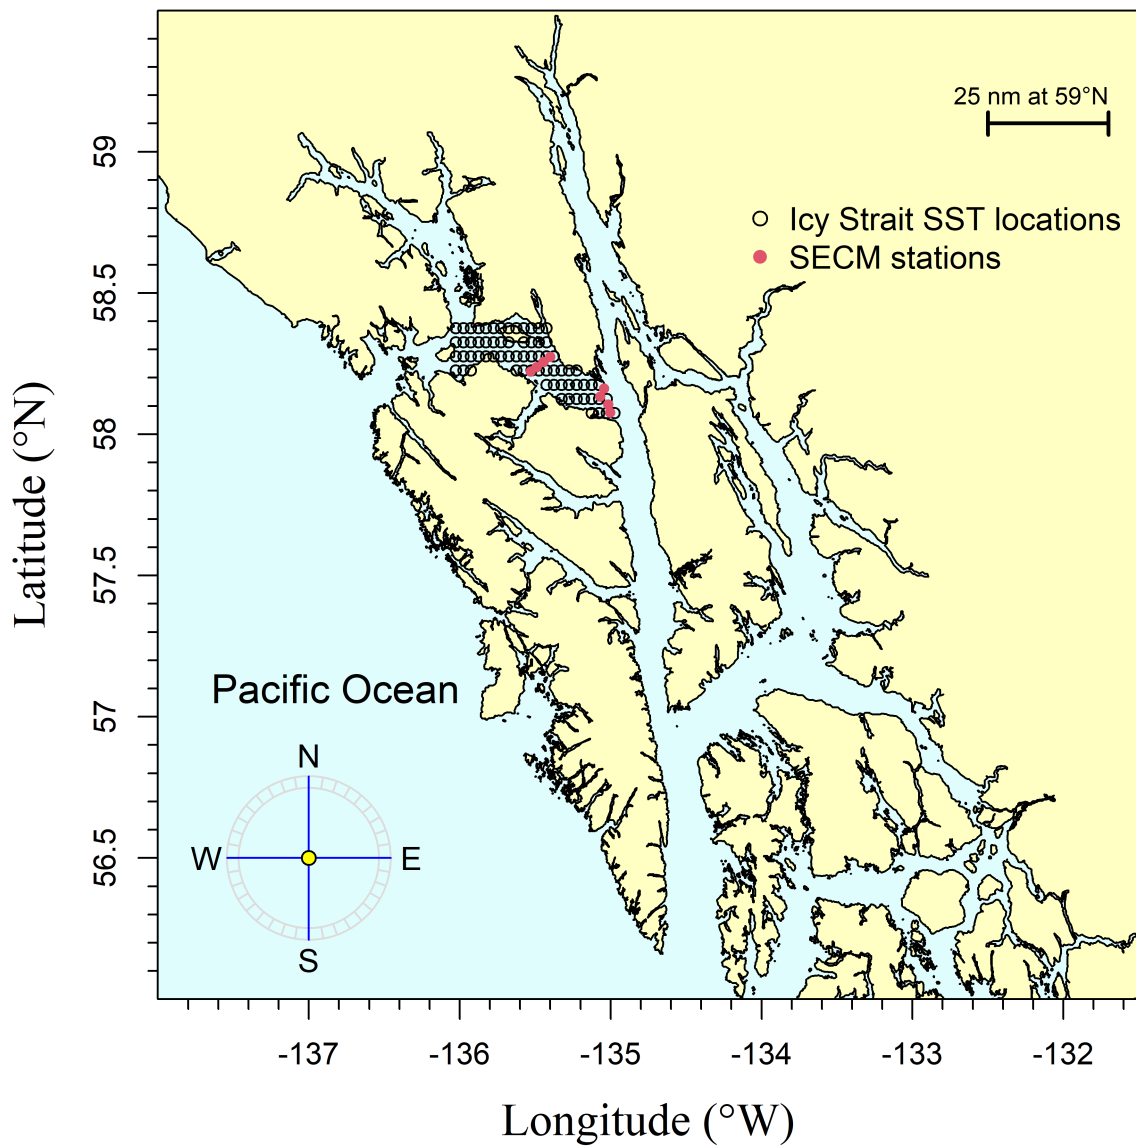 25 nm at 59°N
Icy Strait SST locations
SECM stations
59
58.5
58
57.5
57
56.5
Latitude (°N)
Pacific Ocean
N
W
E
S
-137
-136
-135
-134
-133
-132
Longitude (°W)